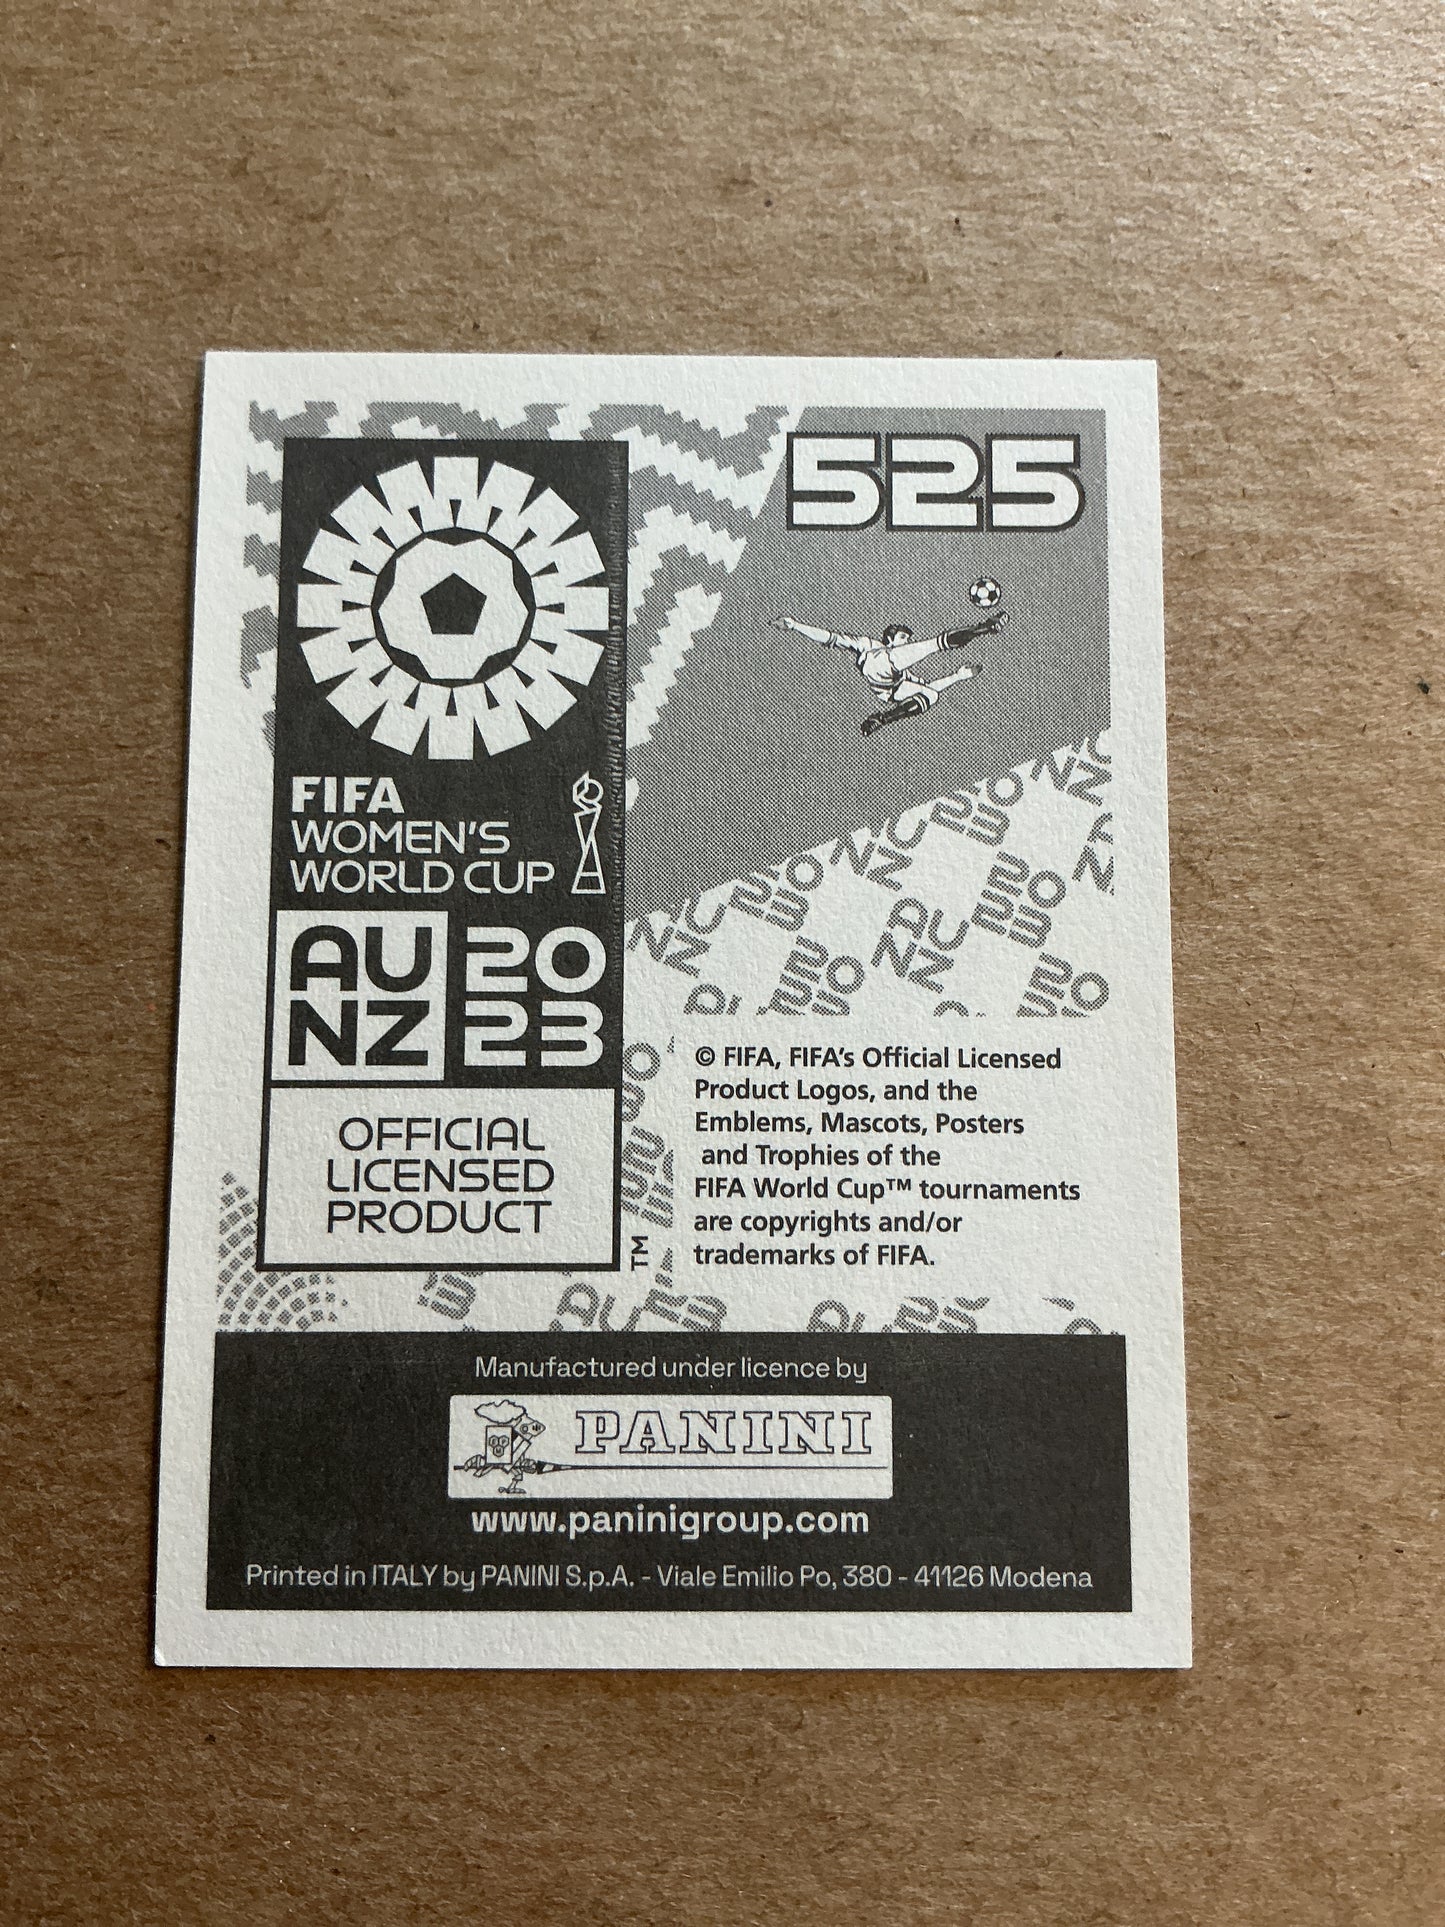 525
FIFA
WOMEN'S
WORLD CUP
AU 20
NZ 23
OFFICIAL
LICENSED
PRODUCT
TM
© FIFA, FIFA's Official Licensed
Product Logos, and the
Emblems, Mascots, Posters
and Trophies of the
FIFA World Cup™ tournaments
are copyrights and/or
trademarks of FIFA.
Manufactured under licence by
PANINI
www.paninigroup.com
Printed in ITALY by PANINI S.p.A. - Viale Emilio Po, 380 - 41126 Modena